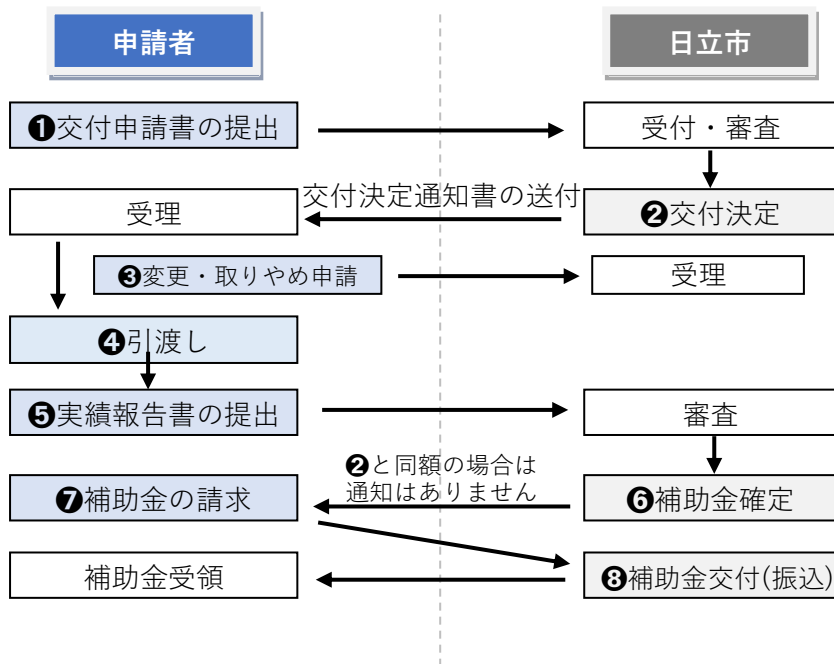 申請者
日立市
❶交付申請書の提出
受付・審査
交付決定通知書の送付
受理
❷交付決定
❸変更・取りやめ申請
受理
❹引渡し
❺実績報告書の提出
審査
❷と同額の場合は
通知はありません
❼補助金の請求
❻補助金確定
補助金受領
❽補助金交付(振込)